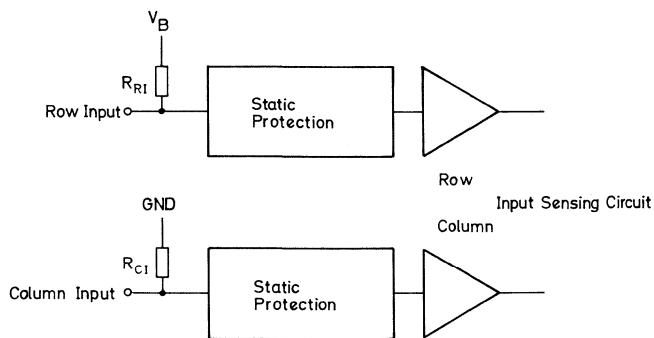 V_B
R_RI
Row Input
Static
Protection
Row
Input Sensing Circuit
Column
GND
R_CI
Column Input
Static
Protection